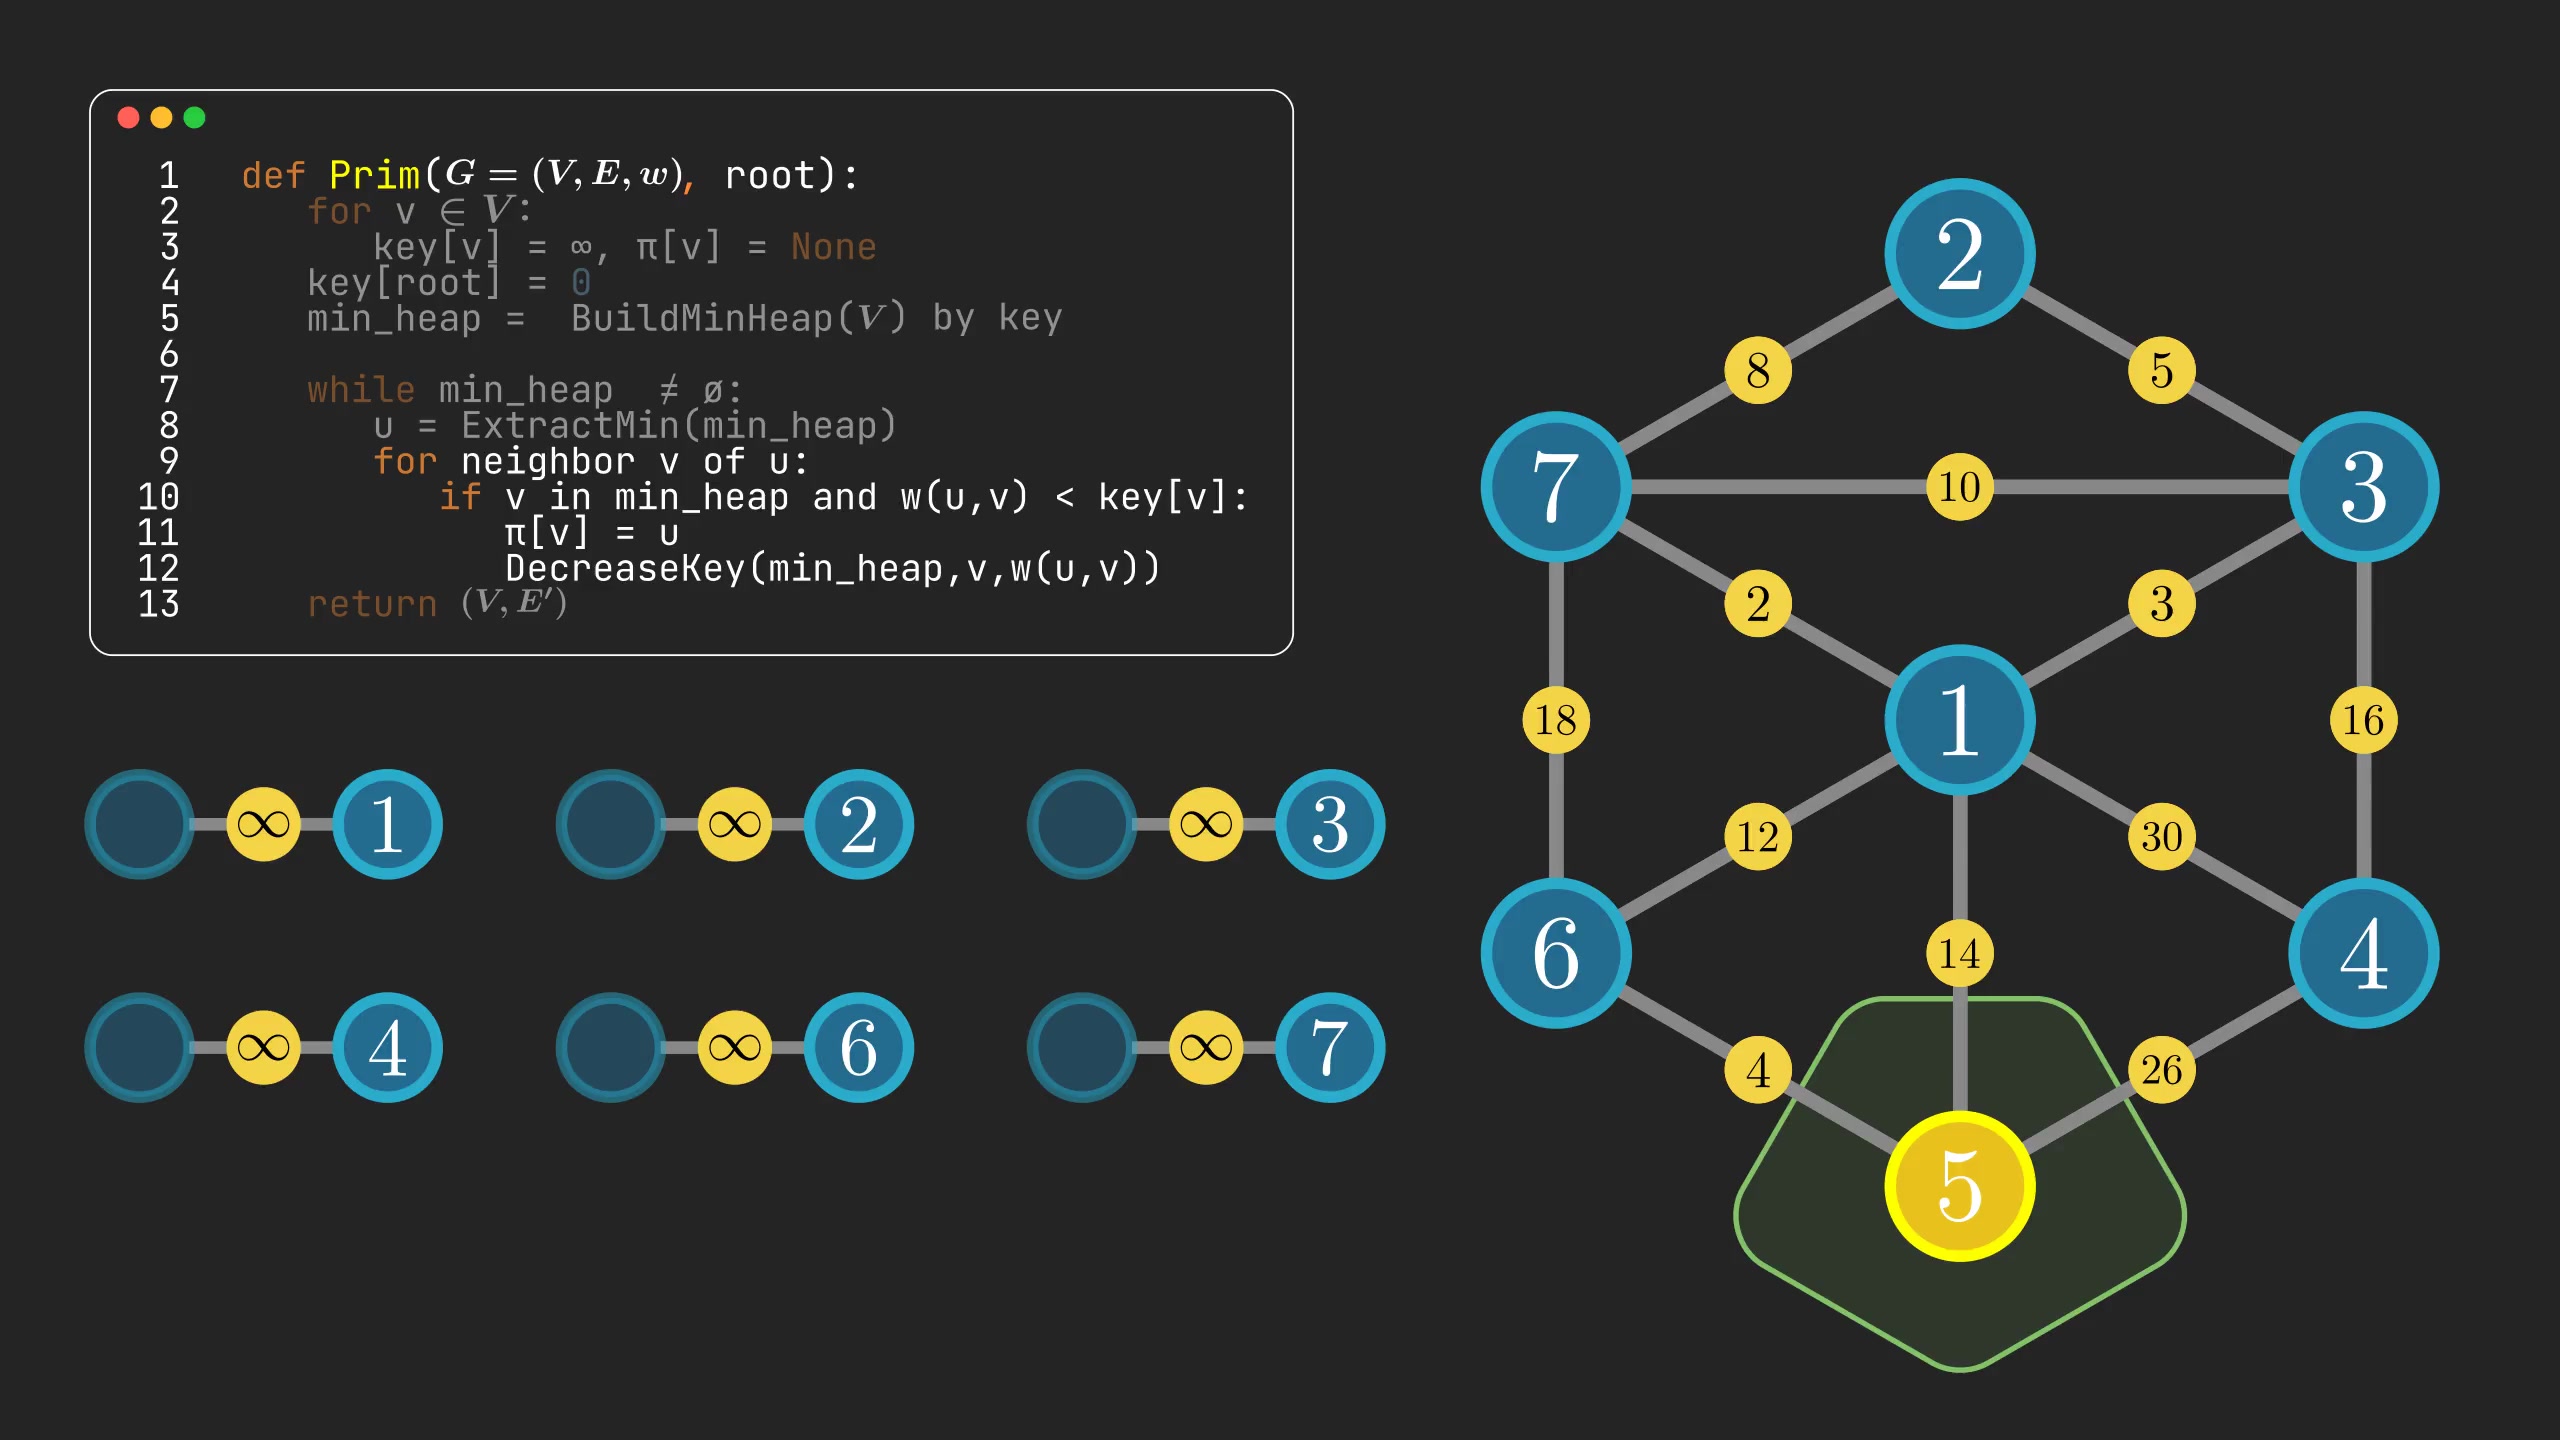 1 def Prim(G = (V, E, w), root):
2 for v ∈ V:
3 key[v] = ∞, π[v] = None
4 key[root] = 0
5 min_heap = BuildMinHeap(V) by key
6
7 while min_heap ≠ ø:
8 u = ExtractMin(min_heap)
9 for neighbor v of u:
10 if v in min_heap and w(u,v) < key[v]:
11 π[v] = u
12 DecreaseKey(min_heap,v,w(u,v))
13 return (V, E′)
∞ 1 ∞ 2 ∞ 3
∞ 4 ∞ 6 ∞ 7
2
8 5
7 10 3
2 3
18 1 16
12 30
6 14 4
4 26
5